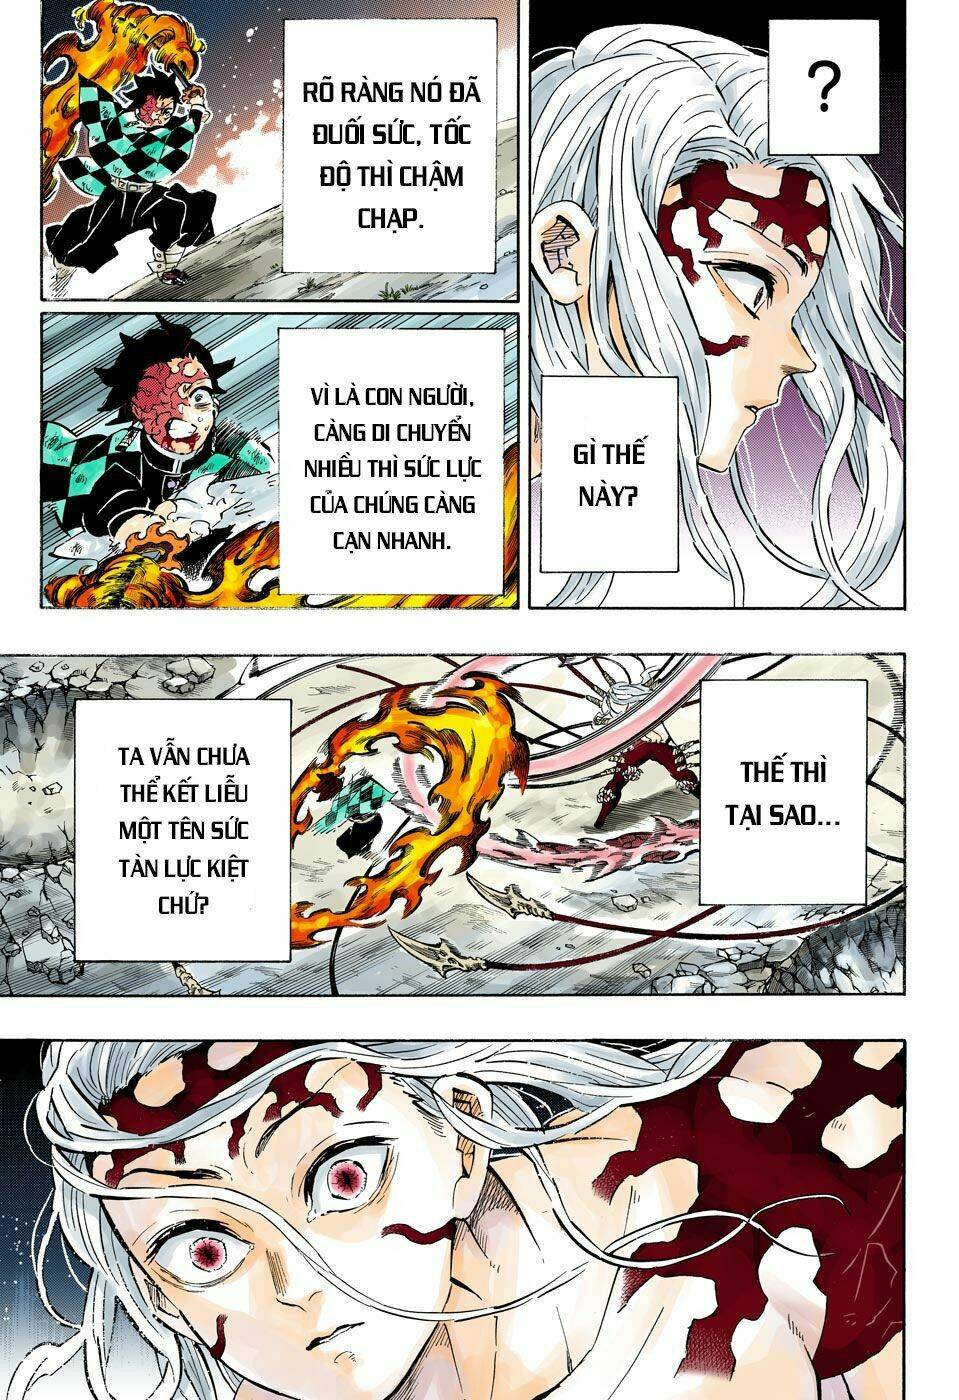 ?
GÌ THẾ
NÀY?
RÕ RÀNG NÓ ĐÃ
ĐUỐI SỨC, TỐC
ĐỘ THÌ CHẬM
CHẠP.
VÌ LÀ CON NGƯỜI,
CÀNG DI CHUYỂN
NHIỀU THÌ SỨC LỰC
CỦA CHÚNG CÀNG
CẠN NHANH.
THẾ THÌ
TẠI SAO...
TA VẪN CHƯA
THỂ KẾT LIỄU
MỘT TÊN SỨC
TÀN LỰC KIỆT
CHỨ?